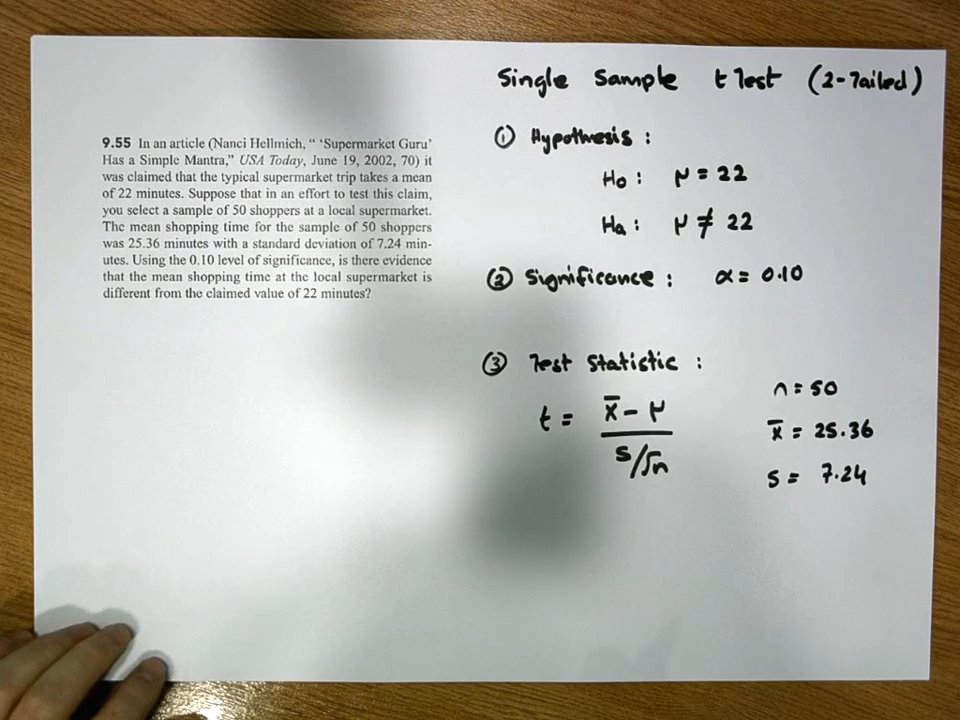 9.55 In an article (Nanci Hellmich, “ ‘Supermarket Guru’
Has a Simple Mantra,” USA Today, June 19, 2002, 70) it
was claimed that the typical supermarket trip takes a mean
of 22 minutes. Suppose that in an effort to test this claim,
you select a sample of 50 shoppers at a local supermarket.
The mean shopping time for the sample of 50 shoppers
was 25.36 minutes with a standard deviation of 7.24 min-
utes. Using the 0.10 level of significance, is there evidence
that the mean shopping time at the local supermarket is
different from the claimed value of 22 minutes?
Single Sample t Test (2-Tailed)
① Hypothesis :
H₀ : μ = 22
Ha : μ ≠ 22
② Significance : α = 0.10
③ Test Statistic :
t = x̄ - μ / s/√n
n = 50
x̄ = 25.36
s = 7.24